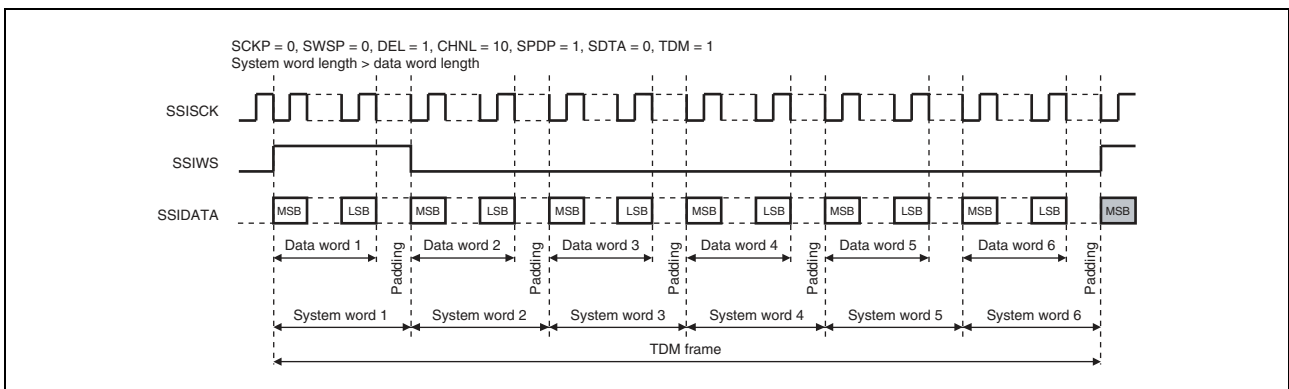 SCKP = 0, SWSP = 0, DEL = 1, CHNL = 10, SPDP = 1, SDTA = 0, TDM = 1
System word length > data word length
SSISCK
SSIWS
SSIDATA
MSB LSB MSB LSB MSB LSB MSB LSB MSB LSB MSB LSB MSB
Data word 1 Data word 2 Data word 3 Data word 4 Data word 5 Data word 6
Padding Padding Padding Padding Padding
System word 1 System word 2 System word 3 System word 4 System word 5 System word 6
TDM frame